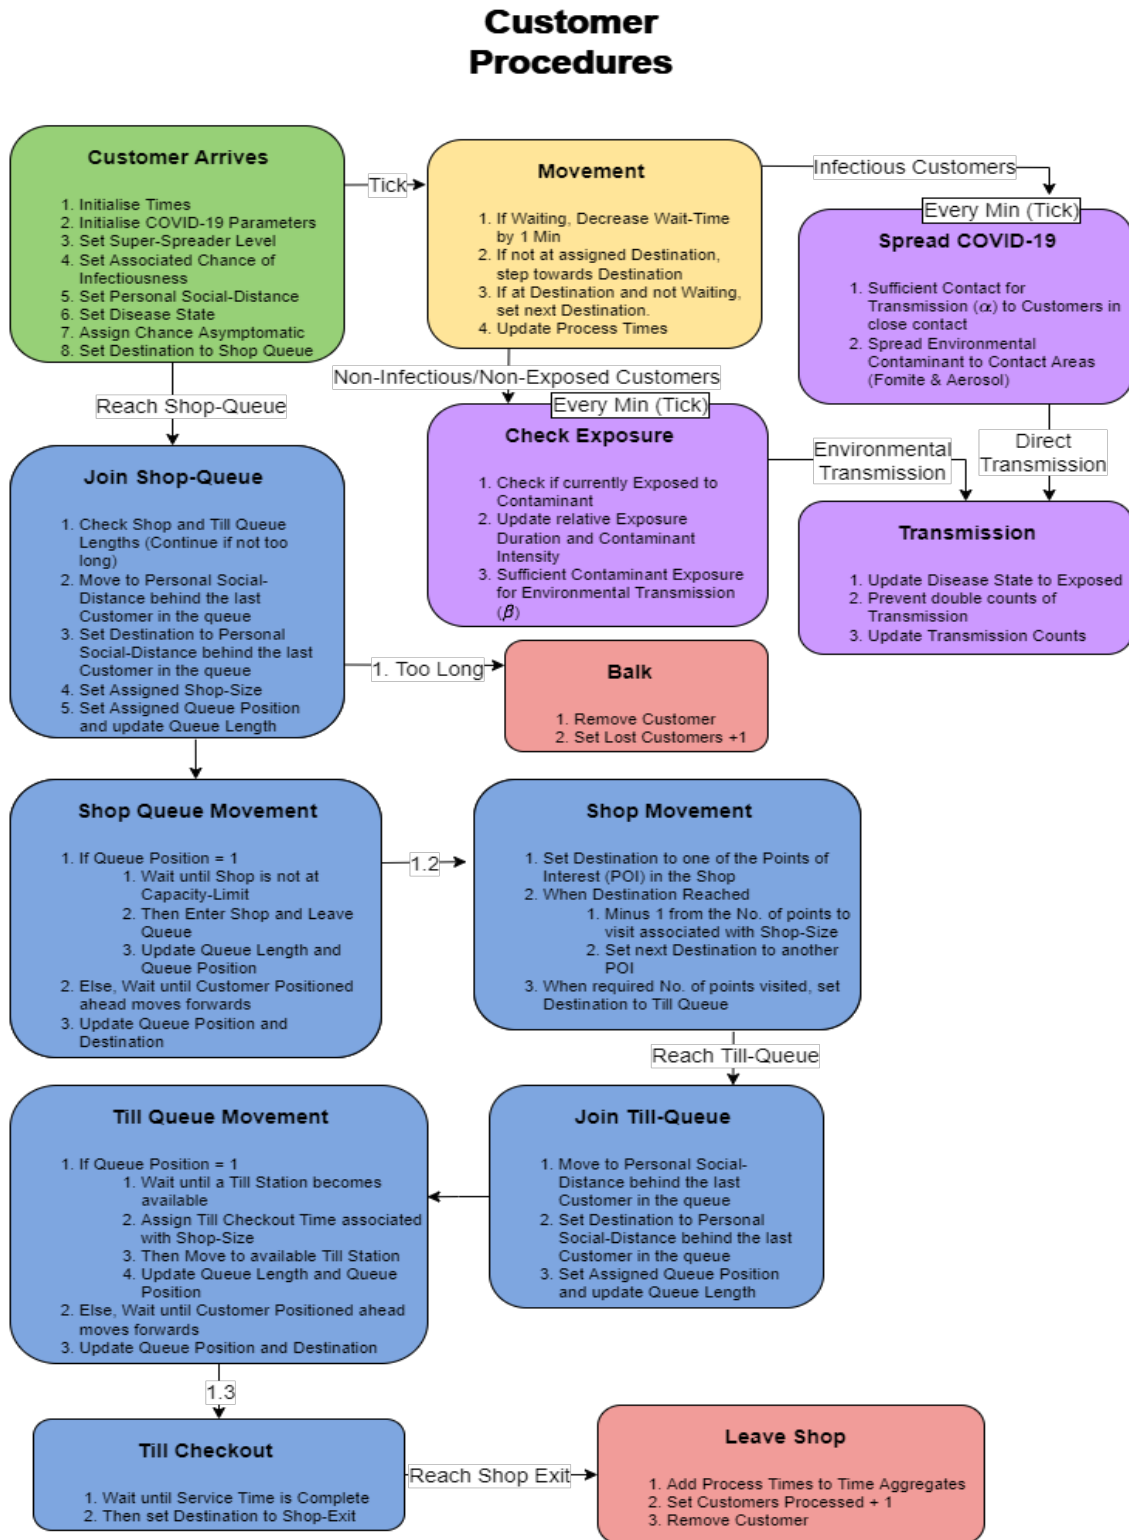 Customer
Procedures
Customer Arrives
1. Initialise Times
2. Initialise COVID-19 Parameters
3. Set Super-Spreader Level
4. Set Associated Chance of
Infectiousness
5. Set Personal Social-Distance
6. Set Disease State
7. Assign Chance Asymptomatic
8. Set Destination to Shop Queue
Tick
Movement
1. If Waiting, Decrease Wait-Time
by 1 Min
2. If not at assigned Destination,
step towards Destination
3. If at Destination and not Waiting,
set next Destination.
4. Update Process Times
Infectious Customers
Every Min (Tick)
Spread COVID-19
1. Sufficient Contact for
Transmission (α) to Customers in
close contact
2. Spread Environmental
Contaminant to Contact Areas
(Fomite & Aerosol)
Non-Infectious/Non-Exposed Customers
Every Min (Tick)
Check Exposure
1. Check if currently Exposed to
Contaminant
2. Update relative Exposure
Duration and Contaminant
Intensity
3. Sufficient Contaminant Exposure
for Environmental Transmission
(β)
Environmental
Transmission
Direct
Transmission
Transmission
1. Update Disease State to Exposed
2. Prevent double counts of
Transmission
3. Update Transmission Counts
Reach Shop-Queue
Join Shop-Queue
1. Check Shop and Till Queue
Lengths (Continue if not too
long)
2. Move to Personal Social-
Distance behind the last
Customer in the queue
3. Set Destination to Personal
Social-Distance behind the last
Customer in the queue
4. Set Assigned Shop-Size
5. Set Assigned Queue Position
and update Queue Length
1. Too Long
Balk
1. Remove Customer
2. Set Lost Customers +1
Shop Queue Movement
1. If Queue Position = 1
1. Wait until Shop is not at
Capacity-Limit
2. Then Enter Shop and Leave
Queue
3. Update Queue Length and
Queue Position
2. Else, Wait until Customer Positioned
ahead moves forwards
3. Update Queue Position and
Destination
1.2
Shop Movement
1. Set Destination to one of the Points of
Interest (POI) in the Shop
2. When Destination Reached
1. Minus 1 from the No. of points to
visit associated with Shop-Size
2. Set next Destination to another
POI
3. When required No. of points visited, set
Destination to Till Queue
Reach Till-Queue
Join Till-Queue
1. Move to Personal Social-
Distance behind the last
Customer in the queue
2. Set Destination to Personal
Social-Distance behind the last
Customer in the queue
3. Set Assigned Queue Position
and update Queue Length
Till Queue Movement
1. If Queue Position = 1
1. Wait until a Till Station becomes
available
2. Assign Till Checkout Time associated
with Shop-Size
3. Then Move to available Till Station
4. Update Queue Length and Queue
Position
2. Else, Wait until Customer Positioned ahead
moves forwards
3. Update Queue Position and Destination
1.3
Till Checkout
1. Wait until Service Time is Complete
2. Then set Destination to Shop-Exit
Reach Shop Exit
Leave Shop
1. Add Process Times to Time Aggregates
2. Set Customers Processed + 1
3. Remove Customer